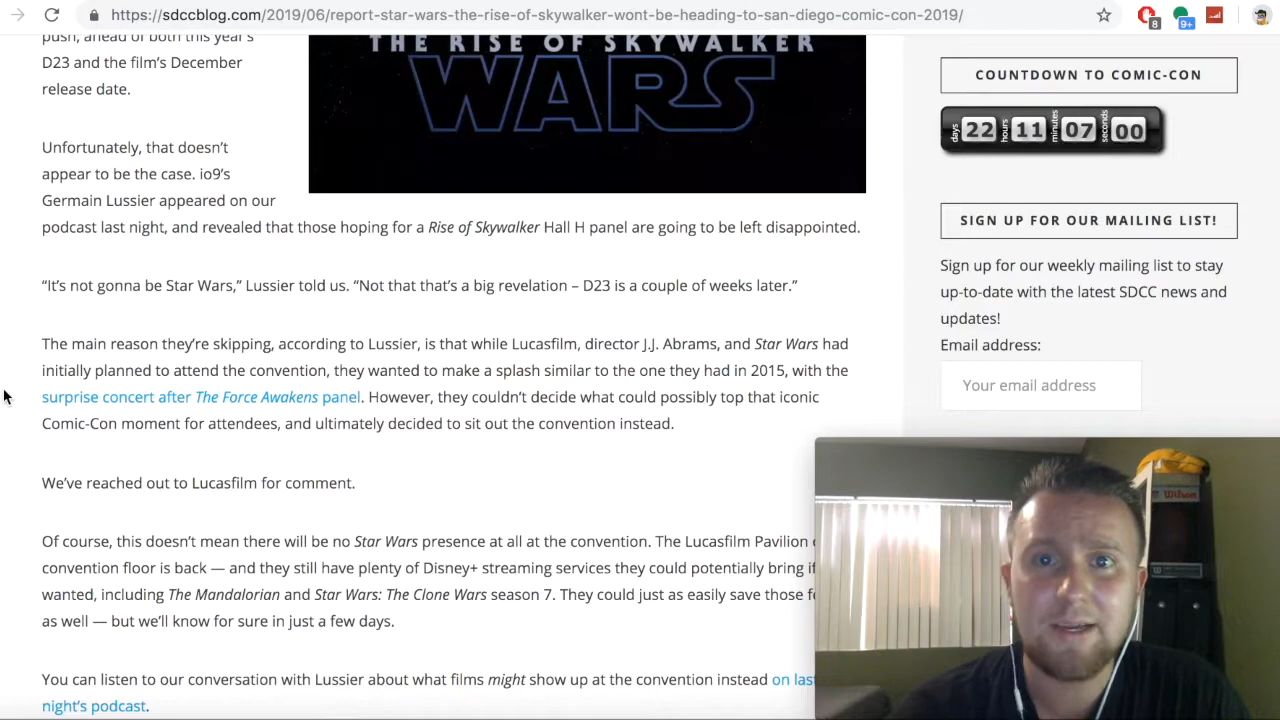 https://sdccblog.com/2019/06/report-star-wars-the-rise-of-skywalker-wont-be-heading-to-san-diego-comic-con-2019/
8
9+
push, ahead of both this year's
D23 and the film's December
release date.
THE RISE OF SKYWALKER
WARS
Unfortunately, that doesn't
appear to be the case. io9's
Germain Lussier appeared on our
podcast last night, and revealed that those hoping for a Rise of Skywalker Hall H panel are going to be left disappointed.
“It's not gonna be Star Wars,” Lussier told us. “Not that that's a big revelation – D23 is a couple of weeks later.”
The main reason they're skipping, according to Lussier, is that while Lucasfilm, director J.J. Abrams, and Star Wars had
initially planned to attend the convention, they wanted to make a splash similar to the one they had in 2015, with the
surprise concert after The Force Awakens panel. However, they couldn't decide what could possibly top that iconic
Comic-Con moment for attendees, and ultimately decided to sit out the convention instead.
We've reached out to Lucasfilm for comment.
Of course, this doesn't mean there will be no Star Wars presence at all at the convention. The Lucasfilm Pavilion
convention floor is back — and they still have plenty of Disney+ streaming services they could potentially bring
wanted, including The Mandalorian and Star Wars: The Clone Wars season 7. They could just as easily save those
as well — but we'll know for sure in just a few days.
You can listen to our conversation with Lussier about what films might show up at the convention instead on
night's podcast.
COUNTDOWN TO COMIC-CON
days 22 hours 11 minutes 07 seconds 00
SIGN UP FOR OUR MAILING LIST!
Sign up for our weekly mailing list to stay
up-to-date with the latest SDCC news and
updates!
Email address:
Your email address
Wilson